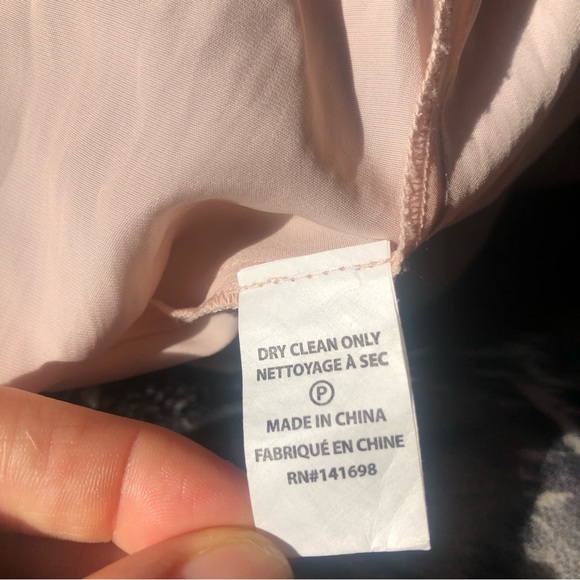 DRY CLEAN ONLY
NETTOYAGE À SEC
P
MADE IN CHINA
FABRIQUÉ EN CHINE
RN#141698